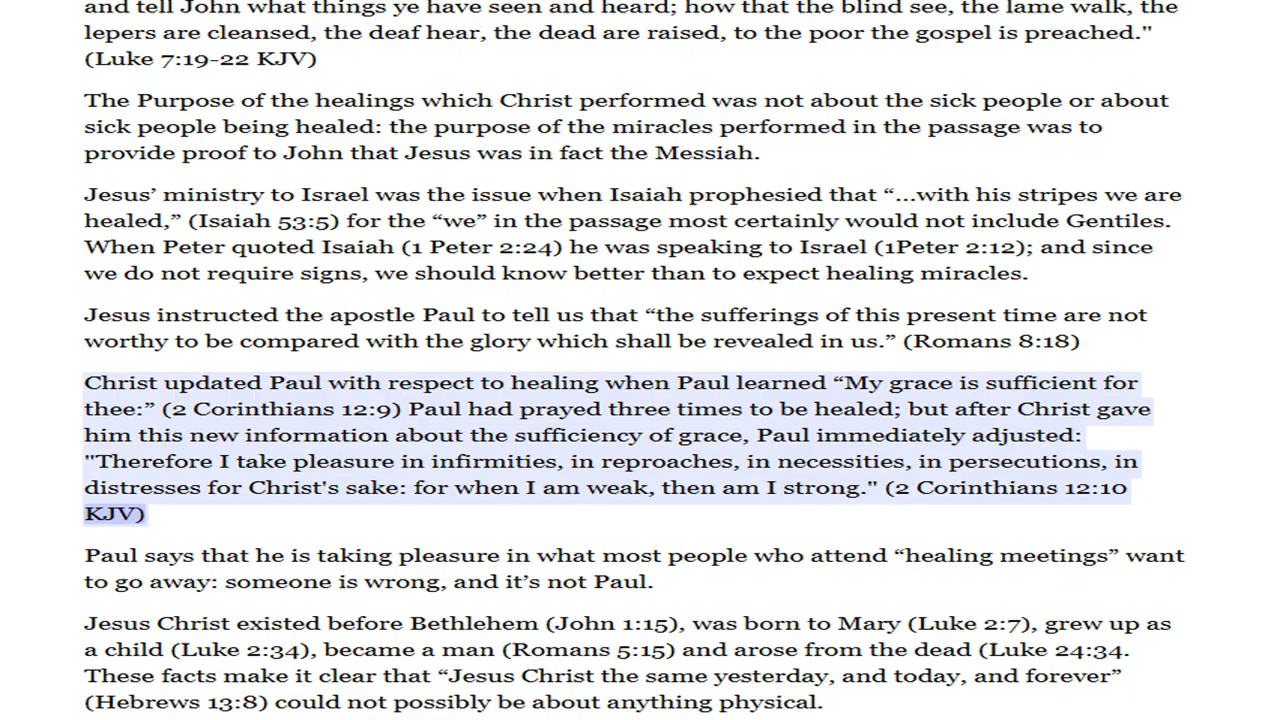 and tell John what things ye have seen and heard; how that the blind see, the lame walk, the
lepers are cleansed, the deaf hear, the dead are raised, to the poor the gospel is preached."
(Luke 7:19-22 KJV)
The Purpose of the healings which Christ performed was not about the sick people or about
sick people being healed: the purpose of the miracles performed in the passage was to
provide proof to John that Jesus was in fact the Messiah.
Jesus’ ministry to Israel was the issue when Isaiah prophesied that “…with his stripes we are
healed,” (Isaiah 53:5) for the “we” in the passage most certainly would not include Gentiles.
When Peter quoted Isaiah (1 Peter 2:24) he was speaking to Israel (1Peter 2:12); and since
we do not require signs, we should know better than to expect healing miracles.
Jesus instructed the apostle Paul to tell us that “the sufferings of this present time are not
worthy to be compared with the glory which shall be revealed in us.” (Romans 8:18)
Christ updated Paul with respect to healing when Paul learned “My grace is sufficient for
thee:” (2 Corinthians 12:9) Paul had prayed three times to be healed; but after Christ gave
him this new information about the sufficiency of grace, Paul immediately adjusted:
"Therefore I take pleasure in infirmities, in reproaches, in necessities, in persecutions, in
distresses for Christ's sake: for when I am weak, then am I strong." (2 Corinthians 12:10
KJV)
Paul says that he is taking pleasure in what most people who attend “healing meetings” want
to go away: someone is wrong, and it’s not Paul.
Jesus Christ existed before Bethlehem (John 1:15), was born to Mary (Luke 2:7), grew up as
a child (Luke 2:34), became a man (Romans 5:15) and arose from the dead (Luke 24:34.
These facts make it clear that “Jesus Christ the same yesterday, and today, and forever”
(Hebrews 13:8) could not possibly be about anything physical.